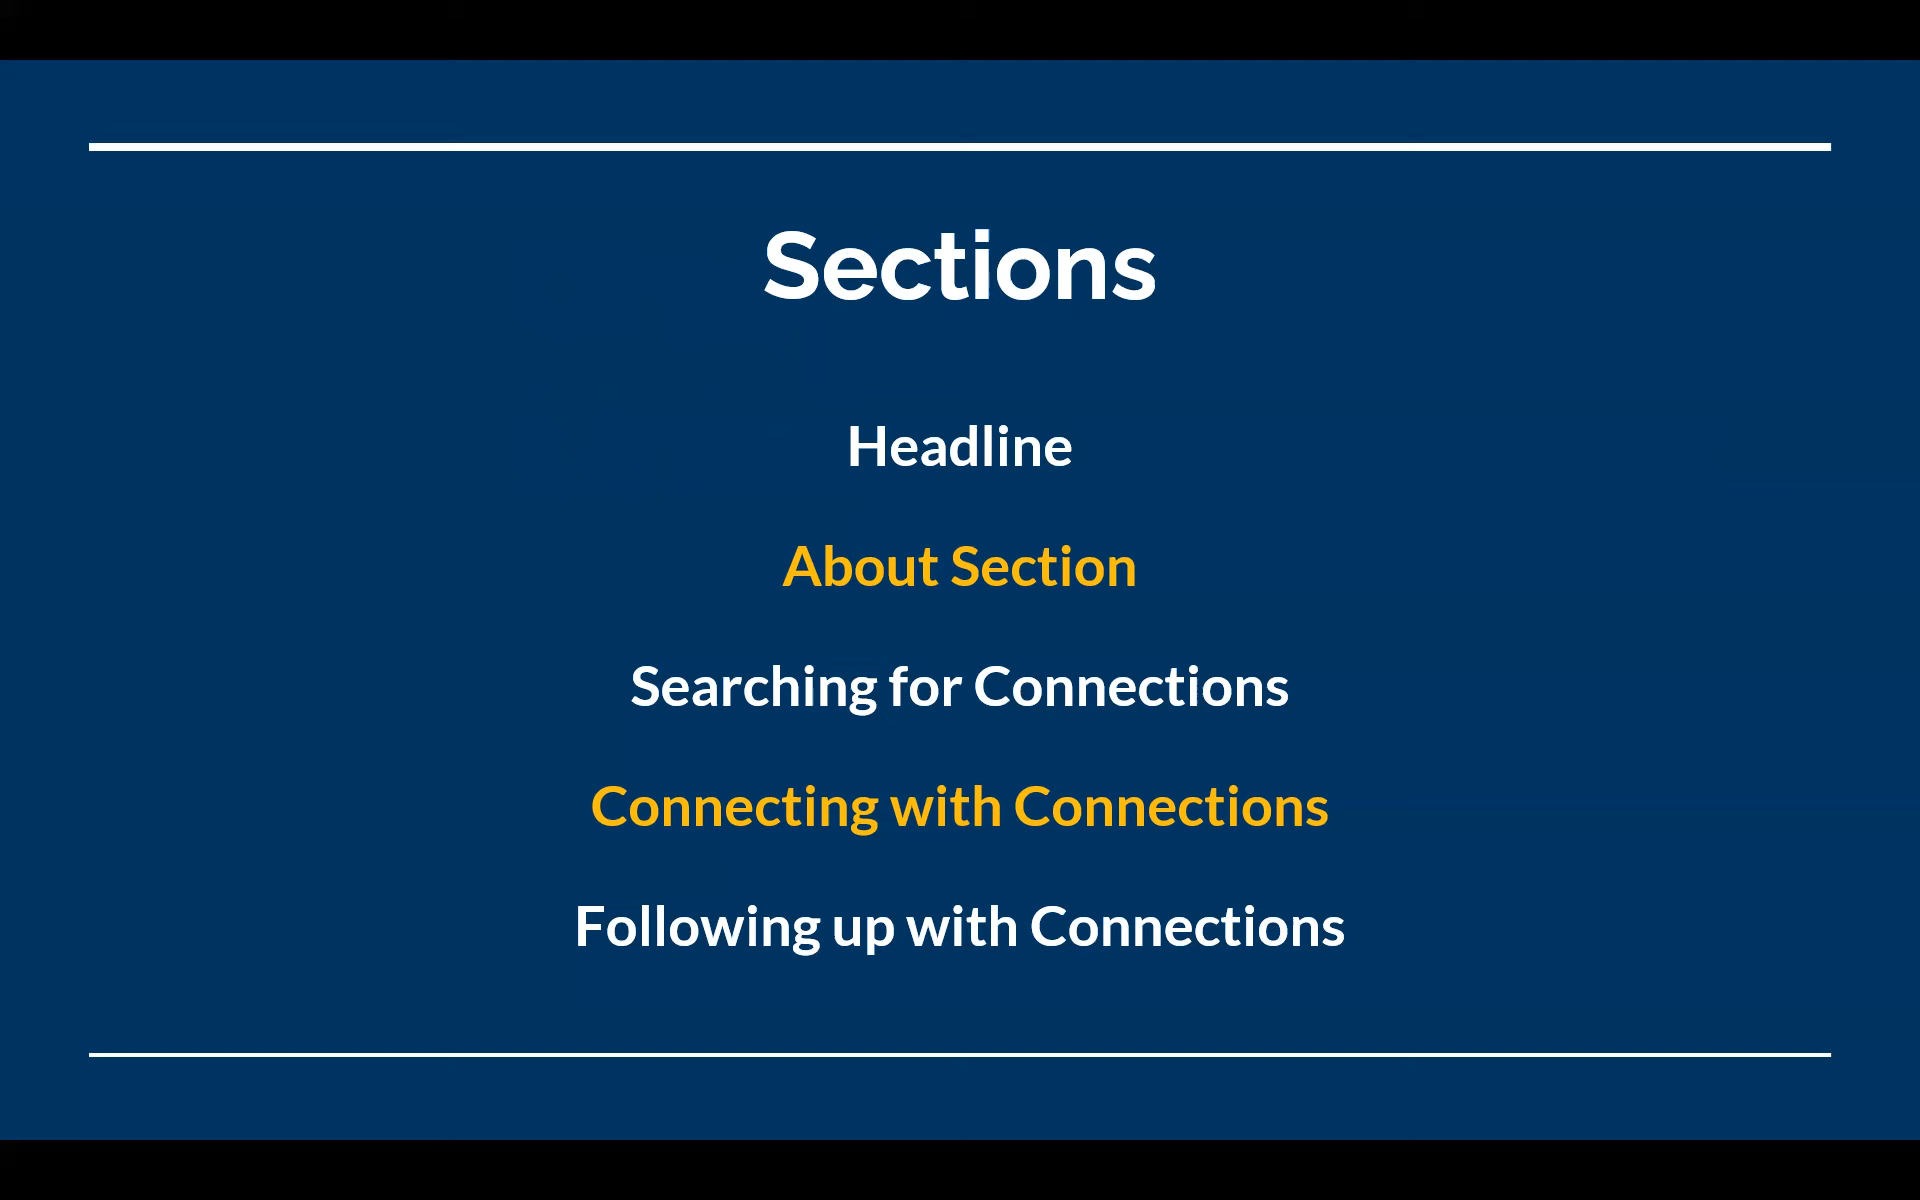 Sections
Headline
About Section
Searching for Connections
Connecting with Connections
Following up with Connections